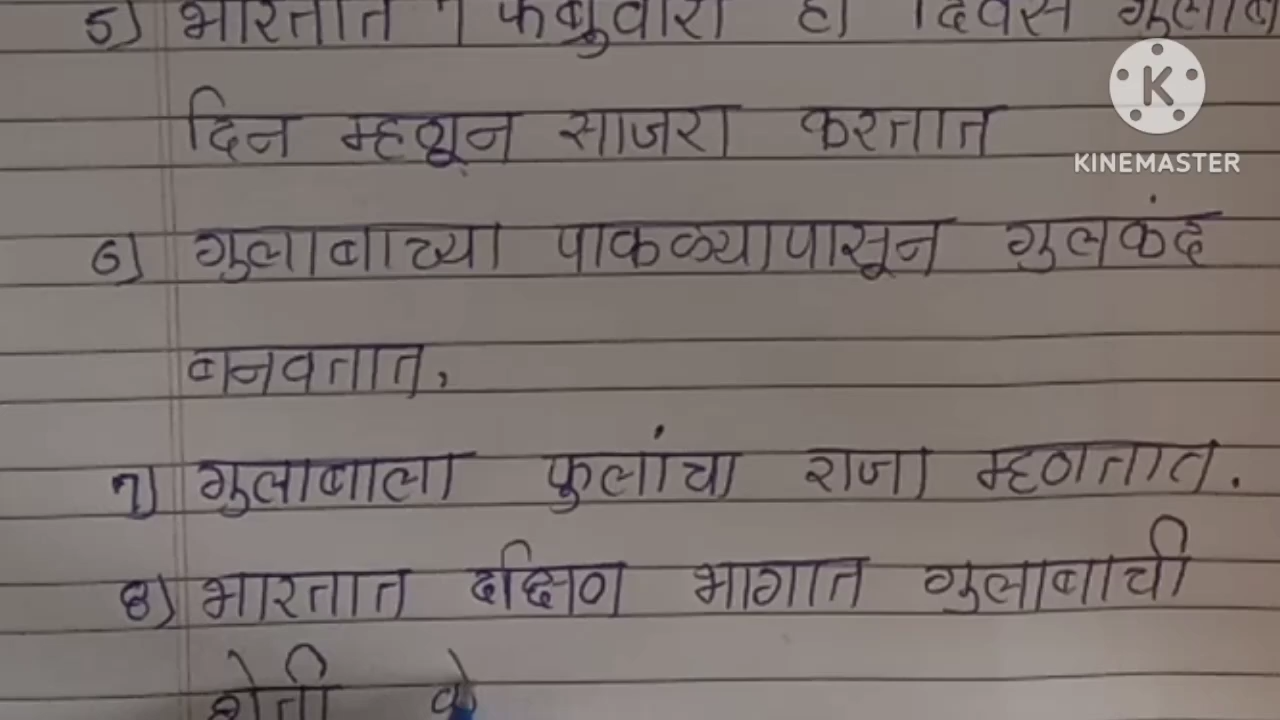 5) भारतात 7 फेब्रुवारी हा दिवस गुलाब
KINEMASTER
दिन म्हणून साजरा करतात
6) गुलाबाच्या पाकळ्यापासून गुलकंद
बनवतात,
7) गुलाबाला फुलांचा राजा म्हणतात.
8) भारतात दक्षिण भागात गुलाबाची
शेती के